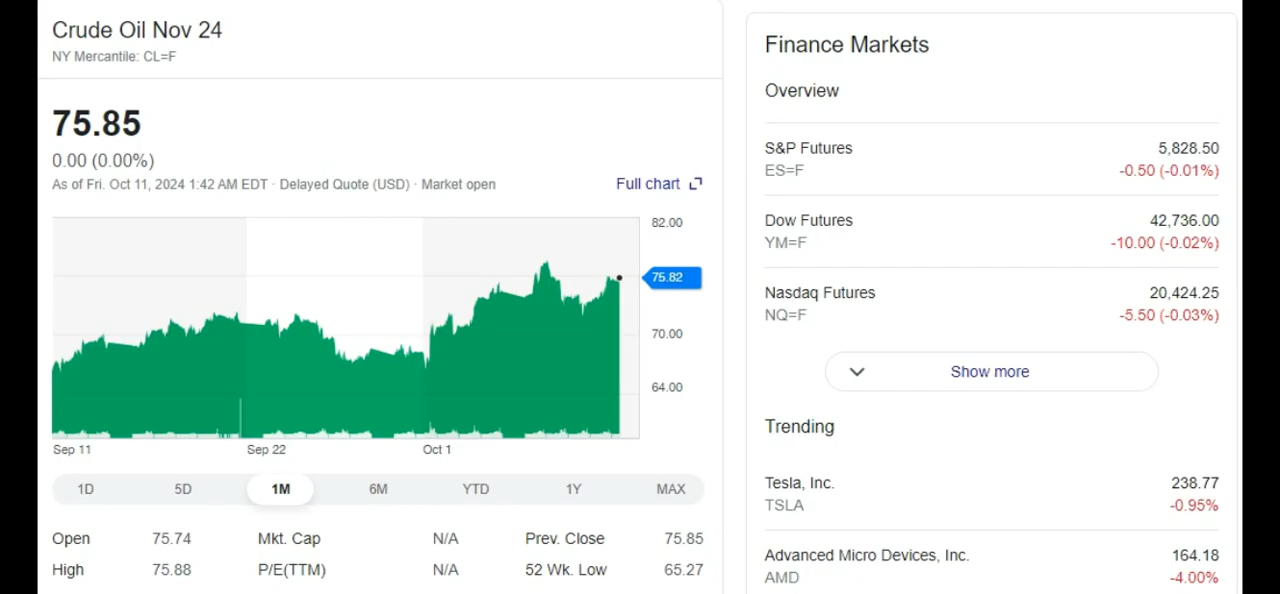 Crude Oil Nov 24
NY Mercantile: CL=F
75.85
0.00 (0.00%)
As of Fri. Oct 11, 2024 1:42 AM EDT · Delayed Quote (USD) · Market open
Full chart
82.00
75.82
70.00
64.00
Sep 11
Sep 22
Oct 1
1D 5D 1M 6M YTD 1Y MAX
Open 75.74 Mkt. Cap N/A Prev. Close 75.85
High 75.88 P/E(TTM) N/A 52 Wk. Low 65.27
Finance Markets
Overview
S&P Futures 5,828.50
ES=F -0.50 (-0.01%)
Dow Futures 42,736.00
YM=F -10.00 (-0.02%)
Nasdaq Futures 20,424.25
NQ=F -5.50 (-0.03%)
Show more
Trending
Tesla, Inc. 238.77
TSLA -0.95%
Advanced Micro Devices, Inc. 164.18
AMD -4.00%